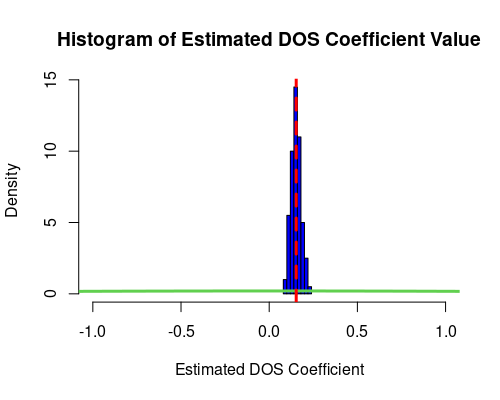 Histogram of Estimated DOS Coefficient Value
15
10
5
0
Density
-1.0 -0.5 0.0 0.5 1.0
Estimated DOS Coefficient